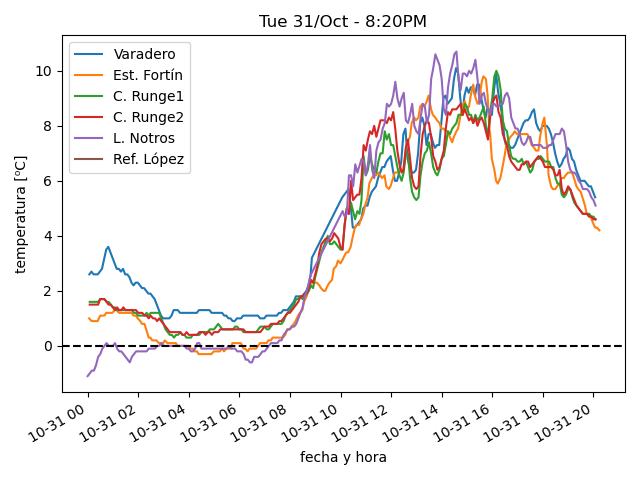 Tue 31/Oct - 8:20PM
Varadero
Est. Fortín
C. Runge1
C. Runge2
L. Notros
Ref. López
temperatura [ºC]
10
8
6
4
2
0
10-31 00
10-31 02
10-31 04
10-31 06
10-31 08
10-31 10
10-31 12
10-31 14
10-31 16
10-31 18
10-31 20
fecha y hora